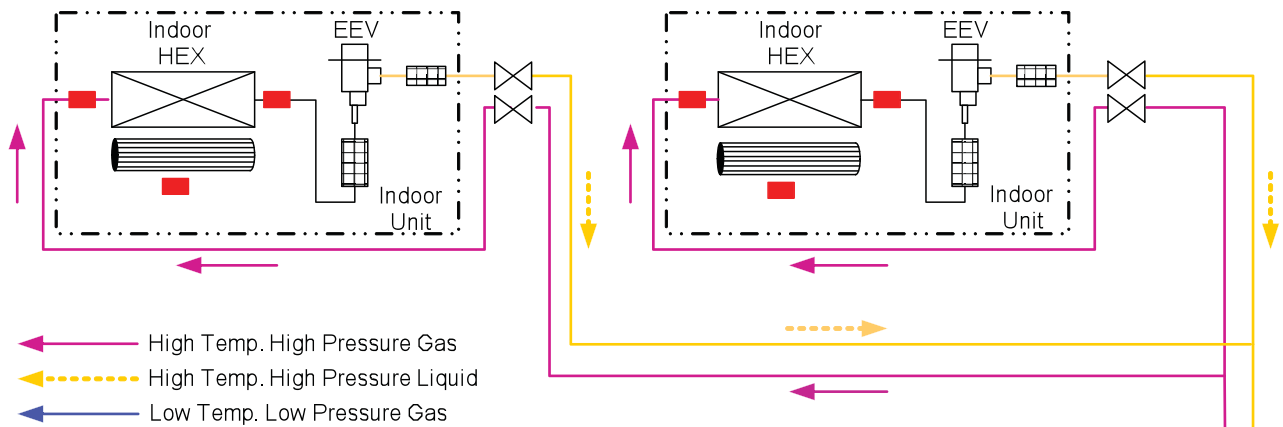 Indoor
HEX
EEV
Indoor
Unit
Indoor
HEX
EEV
Indoor
Unit
High Temp. High Pressure Gas
High Temp. High Pressure Liquid
Low Temp. Low Pressure Gas